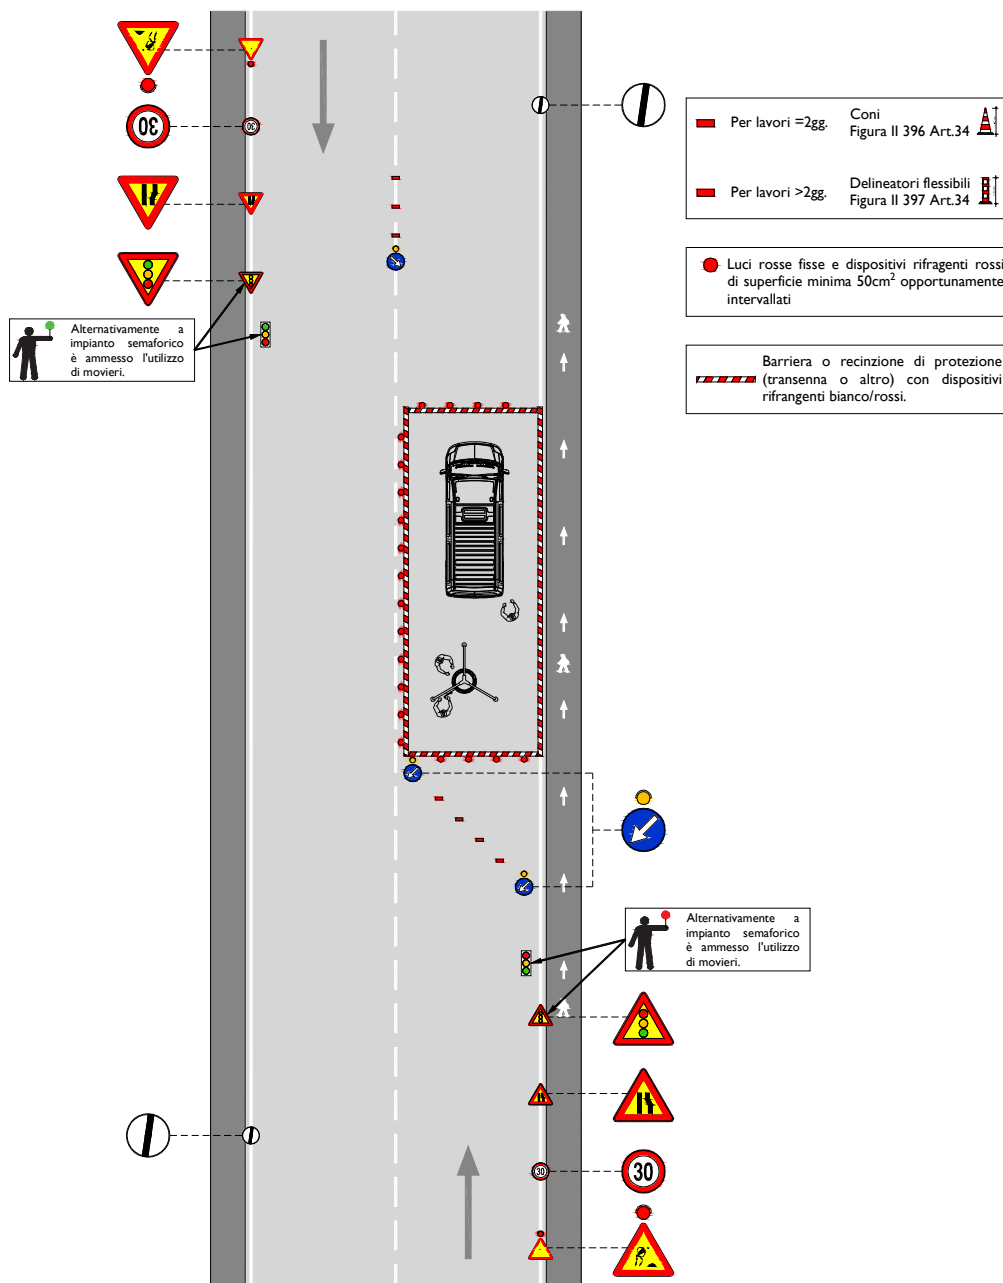 30
Per lavori =2gg.
Coni
Figura II 396 Art.34
Per lavori >2gg.
Delineatori flessibili
Figura II 397 Art.34
Luci rosse fisse e dispositivi rifragenti rossi
di superficie minima 50cm² opportunamente
intervallati
Alternativamente a
impianto semaforico
è ammesso l'utilizzo
di movieri.
Barriera o recinzione di protezione
(transenna o altro) con dispositivi
rifrangenti bianco/rossi.
Alternativamente a
impianto semaforico
è ammesso l'utilizzo
di movieri.
30
30